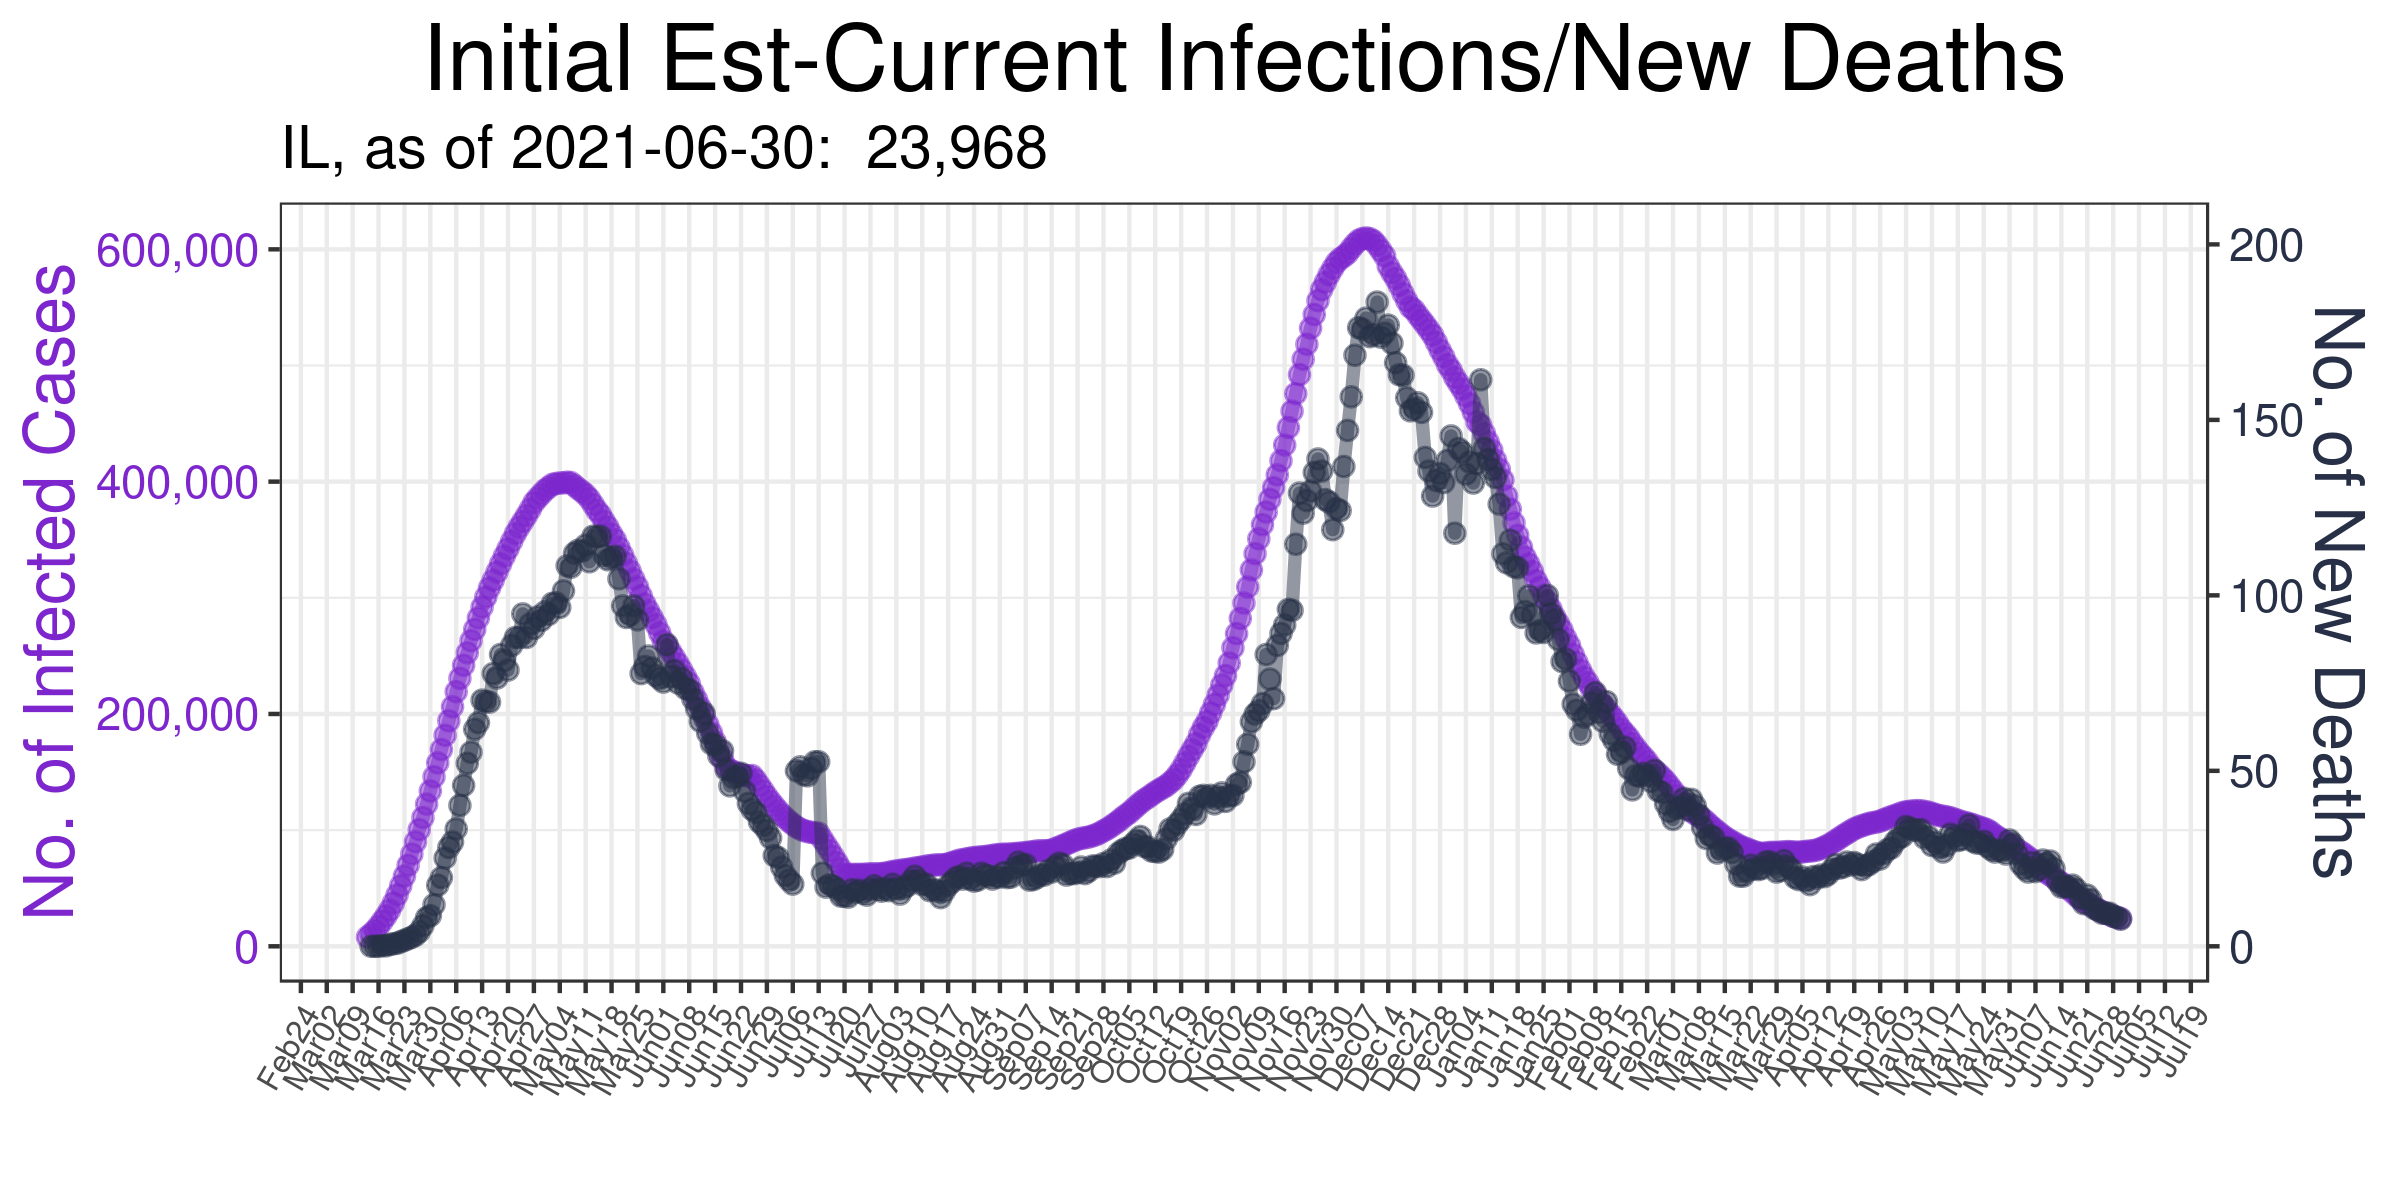 Initial Est-Current Infections/New Deaths
IL, as of 2021-06-30:  23,968
No. of Infected Cases
600,000
400,000
200,000
0
200
150
100
50
0
No. of New Deaths
Feb24
Mar02
Mar09
Mar16
Mar23
Mar30
Apr06
Apr13
Apr20
Apr27
May04
May11
May18
May25
Jun01
Jun08
Jun15
Jun22
Jun29
Jul06
Jul13
Jul20
Jul27
Aug03
Aug10
Aug17
Aug24
Aug31
Sep07
Sep14
Sep21
Sep28
Oct05
Oct12
Oct19
Oct26
Nov02
Nov09
Nov16
Nov23
Nov30
Dec07
Dec14
Dec21
Dec28
Jan04
Jan11
Jan18
Jan25
Feb01
Feb08
Feb15
Feb22
Mar01
Mar08
Mar15
Mar22
Mar29
Apr05
Apr12
Apr19
Apr26
May03
May10
May17
May24
May31
Jun07
Jun14
Jun21
Jun28
Jul05
Jul12
Jul19